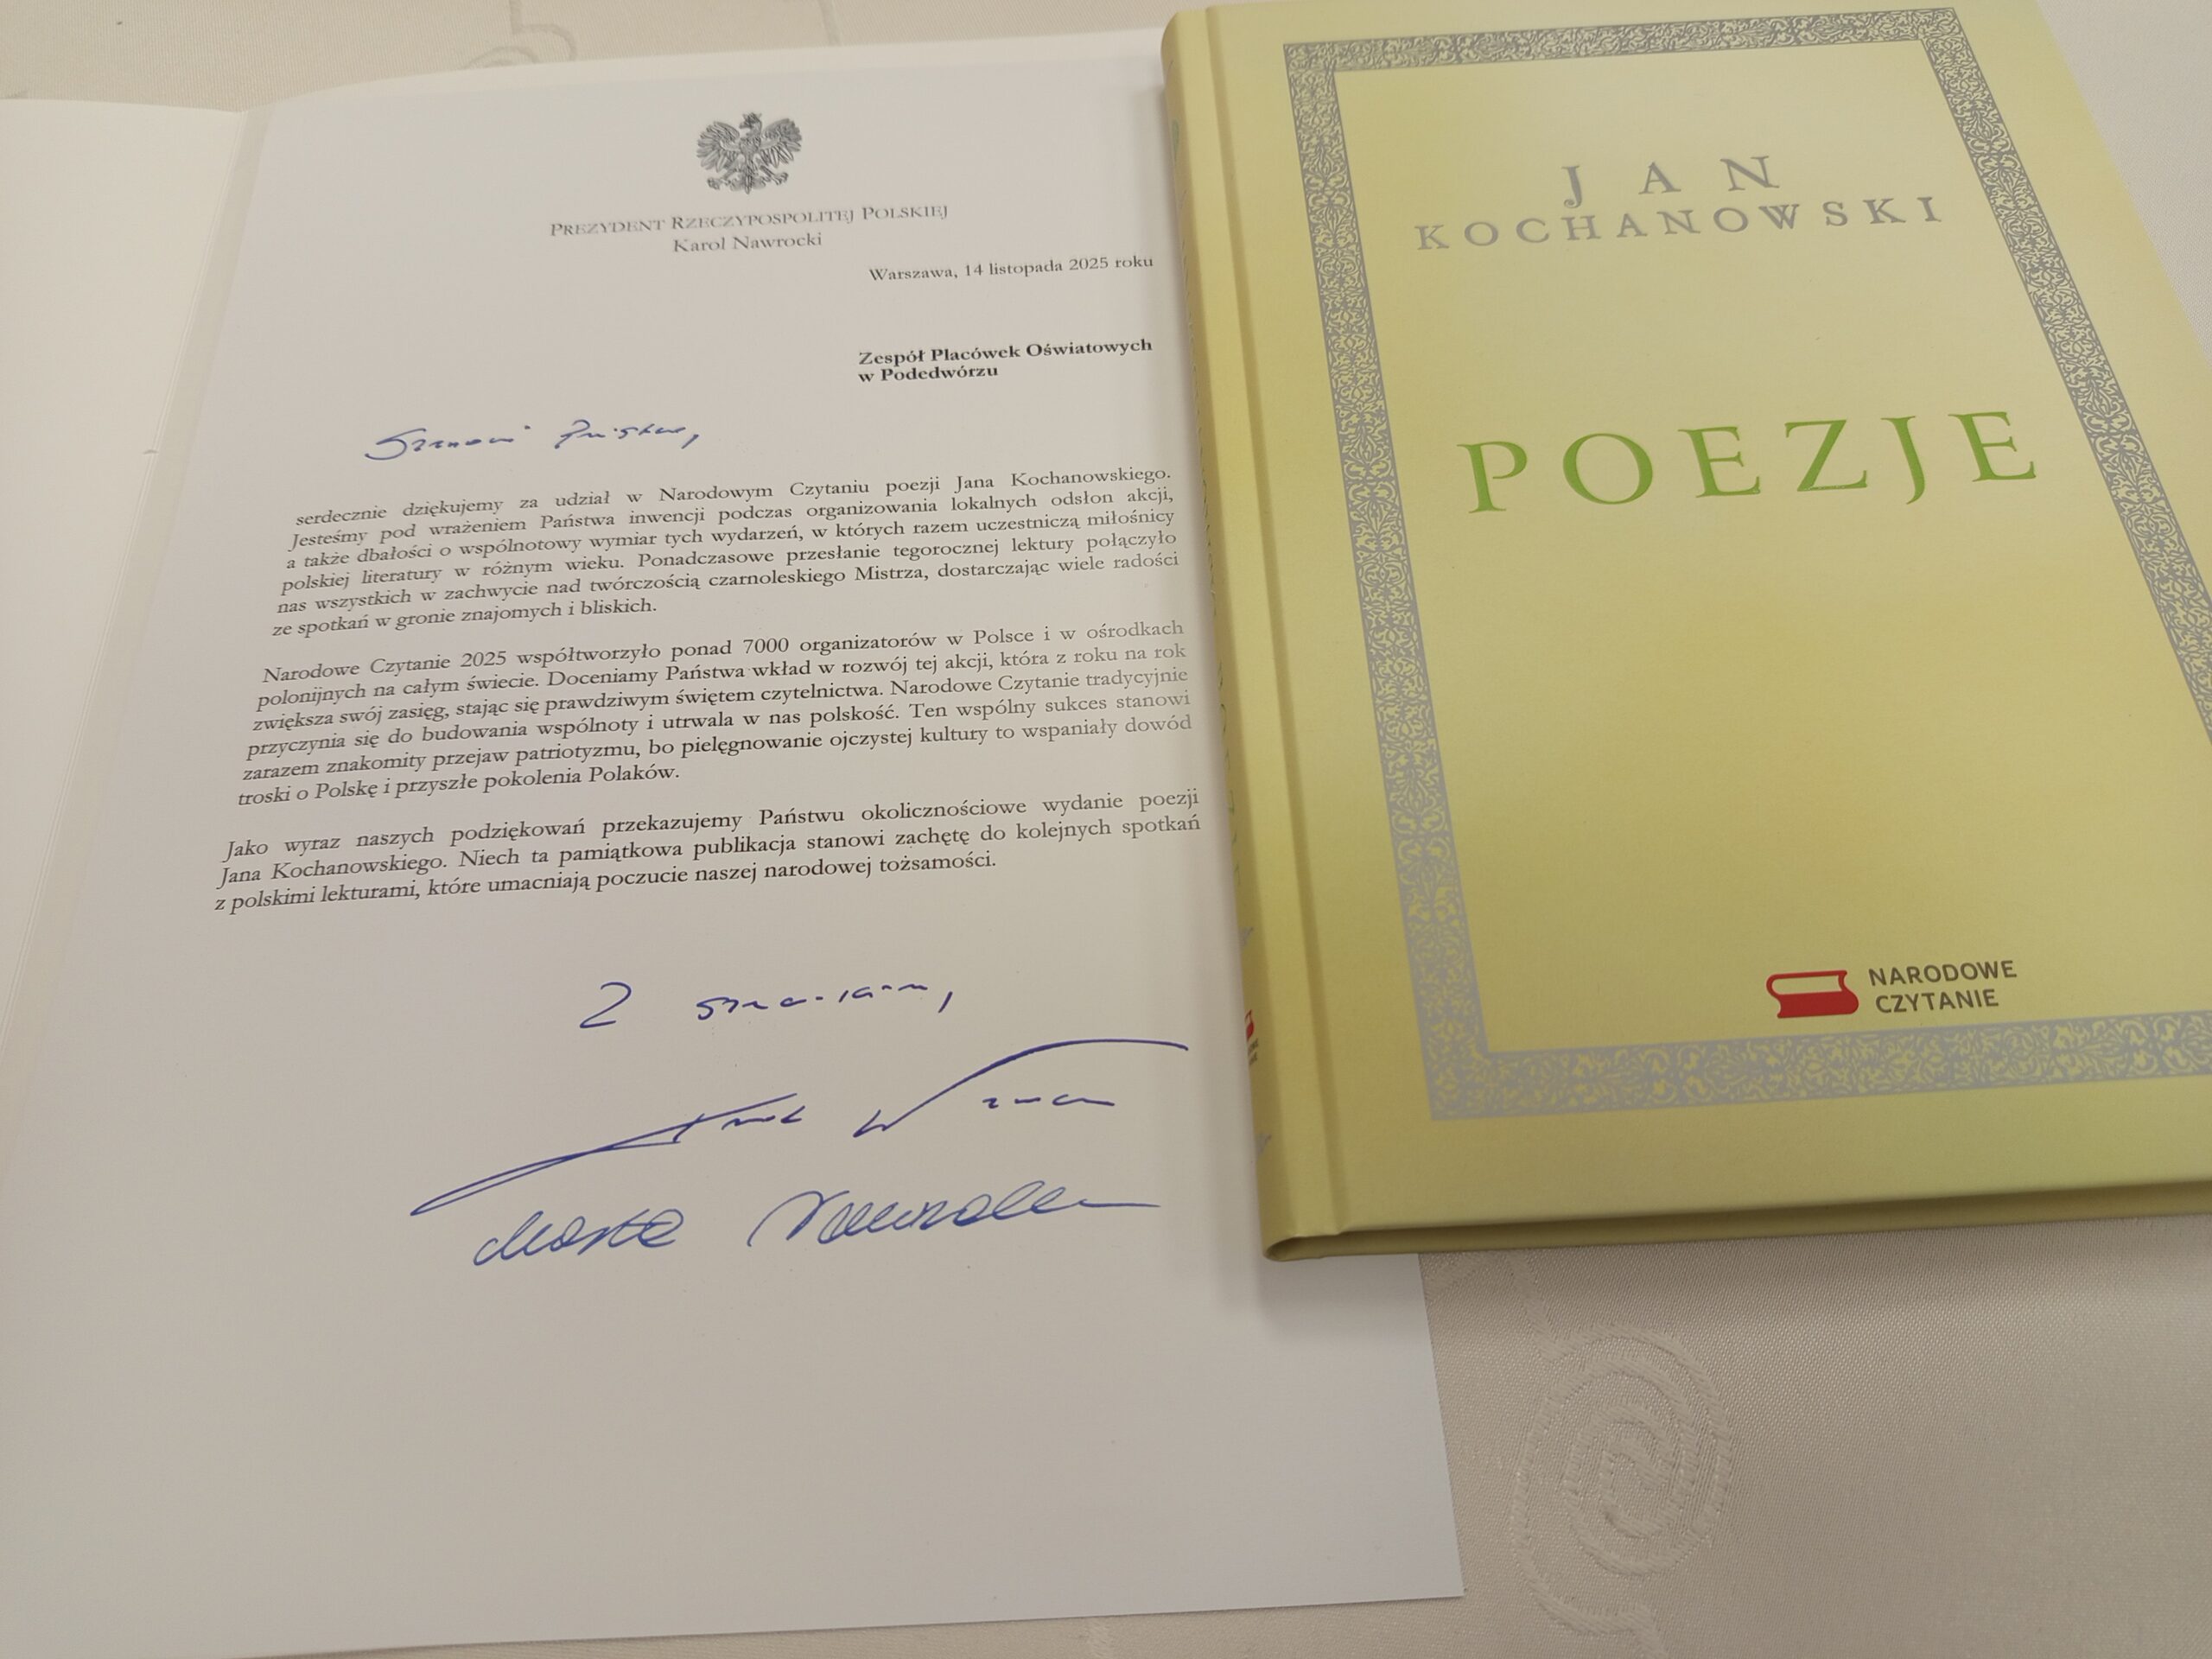 PREZYDENT RZECZYPOSPOLITEJ POLSKIEJ
Karol Nawrocki
Warszawa, 14 listopada 2025 roku
Zespół Placówek Oświatowych
w Podedwórzu
Szanowni Państwo,
serdecznie dziękujemy za udział w Narodowym Czytaniu poezji Jana Kochanowskiego.
Jesteśmy pod wrażeniem Państwa inwencji podczas organizowania lokalnych odsłon akcji,
a także dbałości o wspólnotowy wymiar tych wydarzeń, w których razem uczestniczą miłośnicy
polskiej literatury w różnym wieku. Ponadczasowe przesłanie tegorocznej lektury połączyło
nas wszystkich w zachwycie nad twórczością czarnoleskiego Mistrza, dostarczając wiele radości
ze spotkań w gronie znajomych i bliskich.
Narodowe Czytanie 2025 współtworzyło ponad 7000 organizatorów w Polsce i w ośrodkach
polonijnych na całym świecie. Doceniamy Państwa wkład w rozwój tej akcji, która z roku na rok
zwiększa swój zasięg, stając się prawdziwym świętem czytelnictwa. Narodowe Czytanie tradycyjnie
przyczynia się do budowania wspólnoty i utrwala w nas polskość. Ten wspólny sukces stanowi
zarazem znakomity przejaw patriotyzmu, bo pielęgnowanie ojczystej kultury to wspaniały dowód
troski o Polskę i przyszłe pokolenia Polaków.
Jako wyraz naszych podziękowań przekazujemy Państwu okolicznościowe wydanie poezji
Jana Kochanowskiego. Niech ta pamiątkowa publikacja stanowi zachętę do kolejnych spotkań
z polskimi lekturami, które umacniają poczucie naszej narodowej tożsamości.
Z
Marta Nawrocka
JAN
KOCHANOWSKI
POEZJE
NARODOWE
CZYTANIE